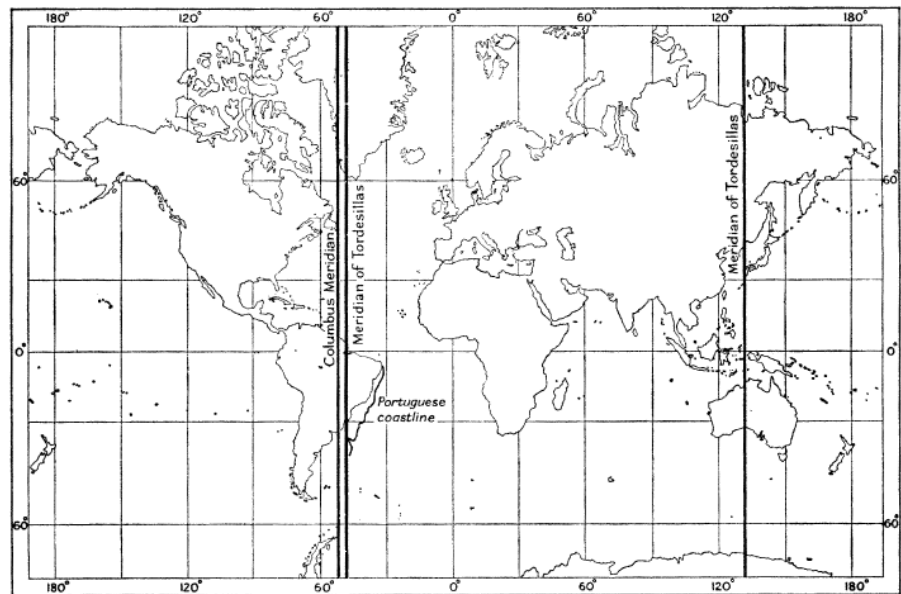 180° 120° 60° 0° 60° 120° 180°
60° 60°
Columbus Meridian
Meridian of Tordesillas
Meridian of Tordesillas
0° 0°
Portuguese
coastline
60° 60°
180° 120° 60° 0° 60° 120° 180°